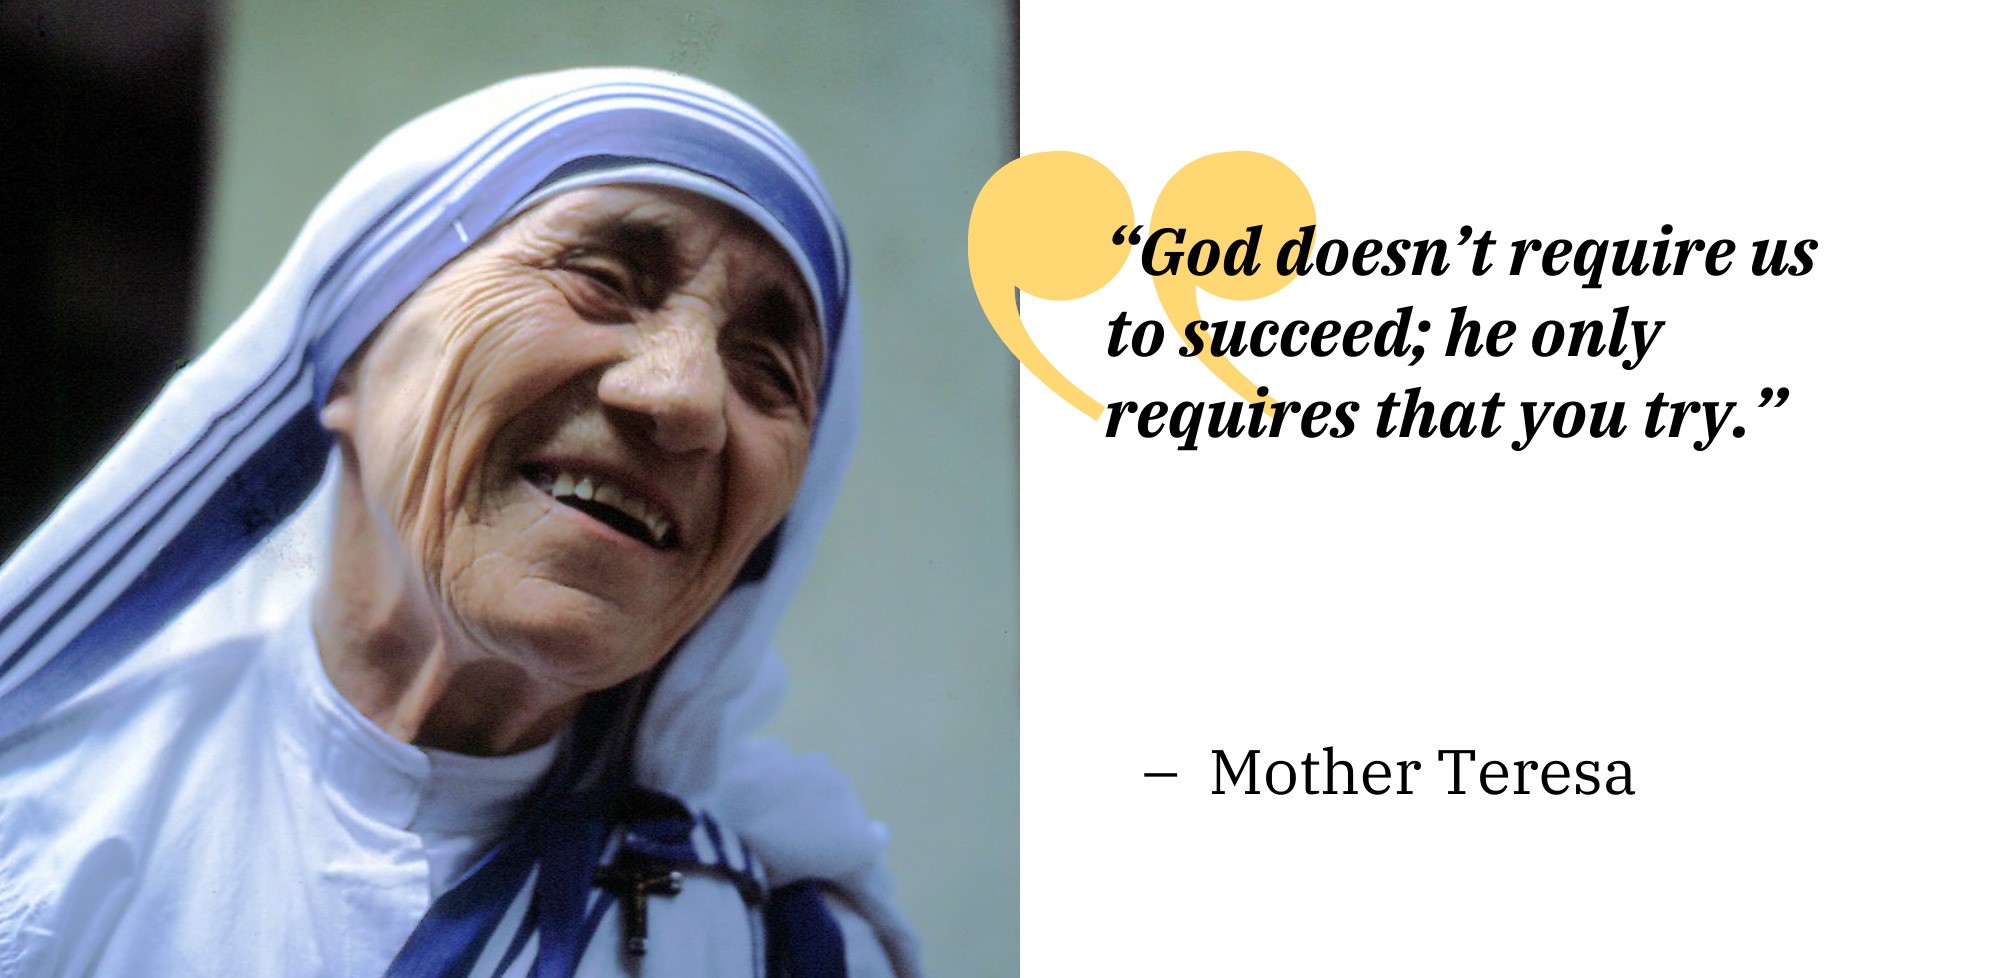 “God doesn’t require us
to succeed; he only
requires that you try.”
– Mother Teresa